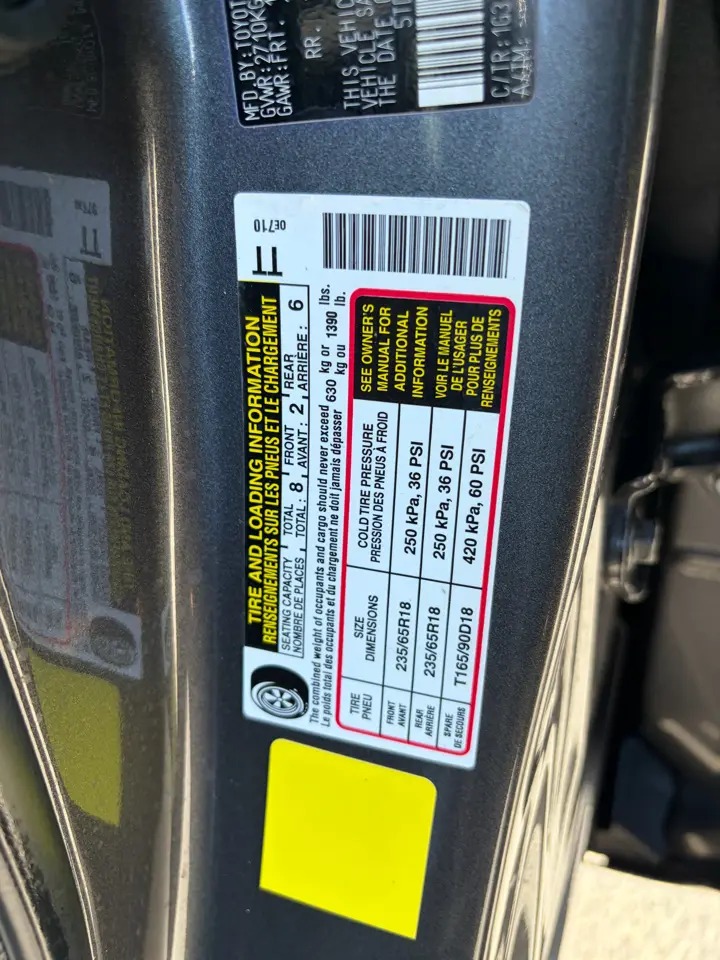 MFD.BY:TOYOT
GVWR:2710KG
GAWR:FRT.
RR.
THIS VEHIC
VEHICLE SA
THE DATE O
C/TR:1G3
A/TM:
TIRE AND LOADING INFORMATION
RENSEIGNEMENTS SUR LES PNEUS ET LE CHARGEMENT
0E710
SEATING CAPACITY TOTAL FRONT REAR
NOMBRE DE PLACES TOTAL: 8 AVANT: 2 ARRIÈRE: 6
The combined weight of occupants and cargo should never exceed 630 kg or 1390 lbs.
Le poids total des occupants et du chargement ne doit jamais dépasser kg ou lb.
TIRE SIZE COLD TIRE PRESSURE
PNEU DIMENSIONS PRESSION DES PNEUS À FROID
FRONT
AVANT 235/65R18 250 kPa, 36 PSI
REAR
ARRIÈRE 235/65R18 250 kPa, 36 PSI
SPARE
DE SECOURS T165/90D18 420 kPa, 60 PSI
SEE OWNER'S
MANUAL FOR
ADDITIONAL
INFORMATION
VOIR LE MANUEL
DE L'USAGER
POUR PLUS DE
RENSEIGNEMENTS